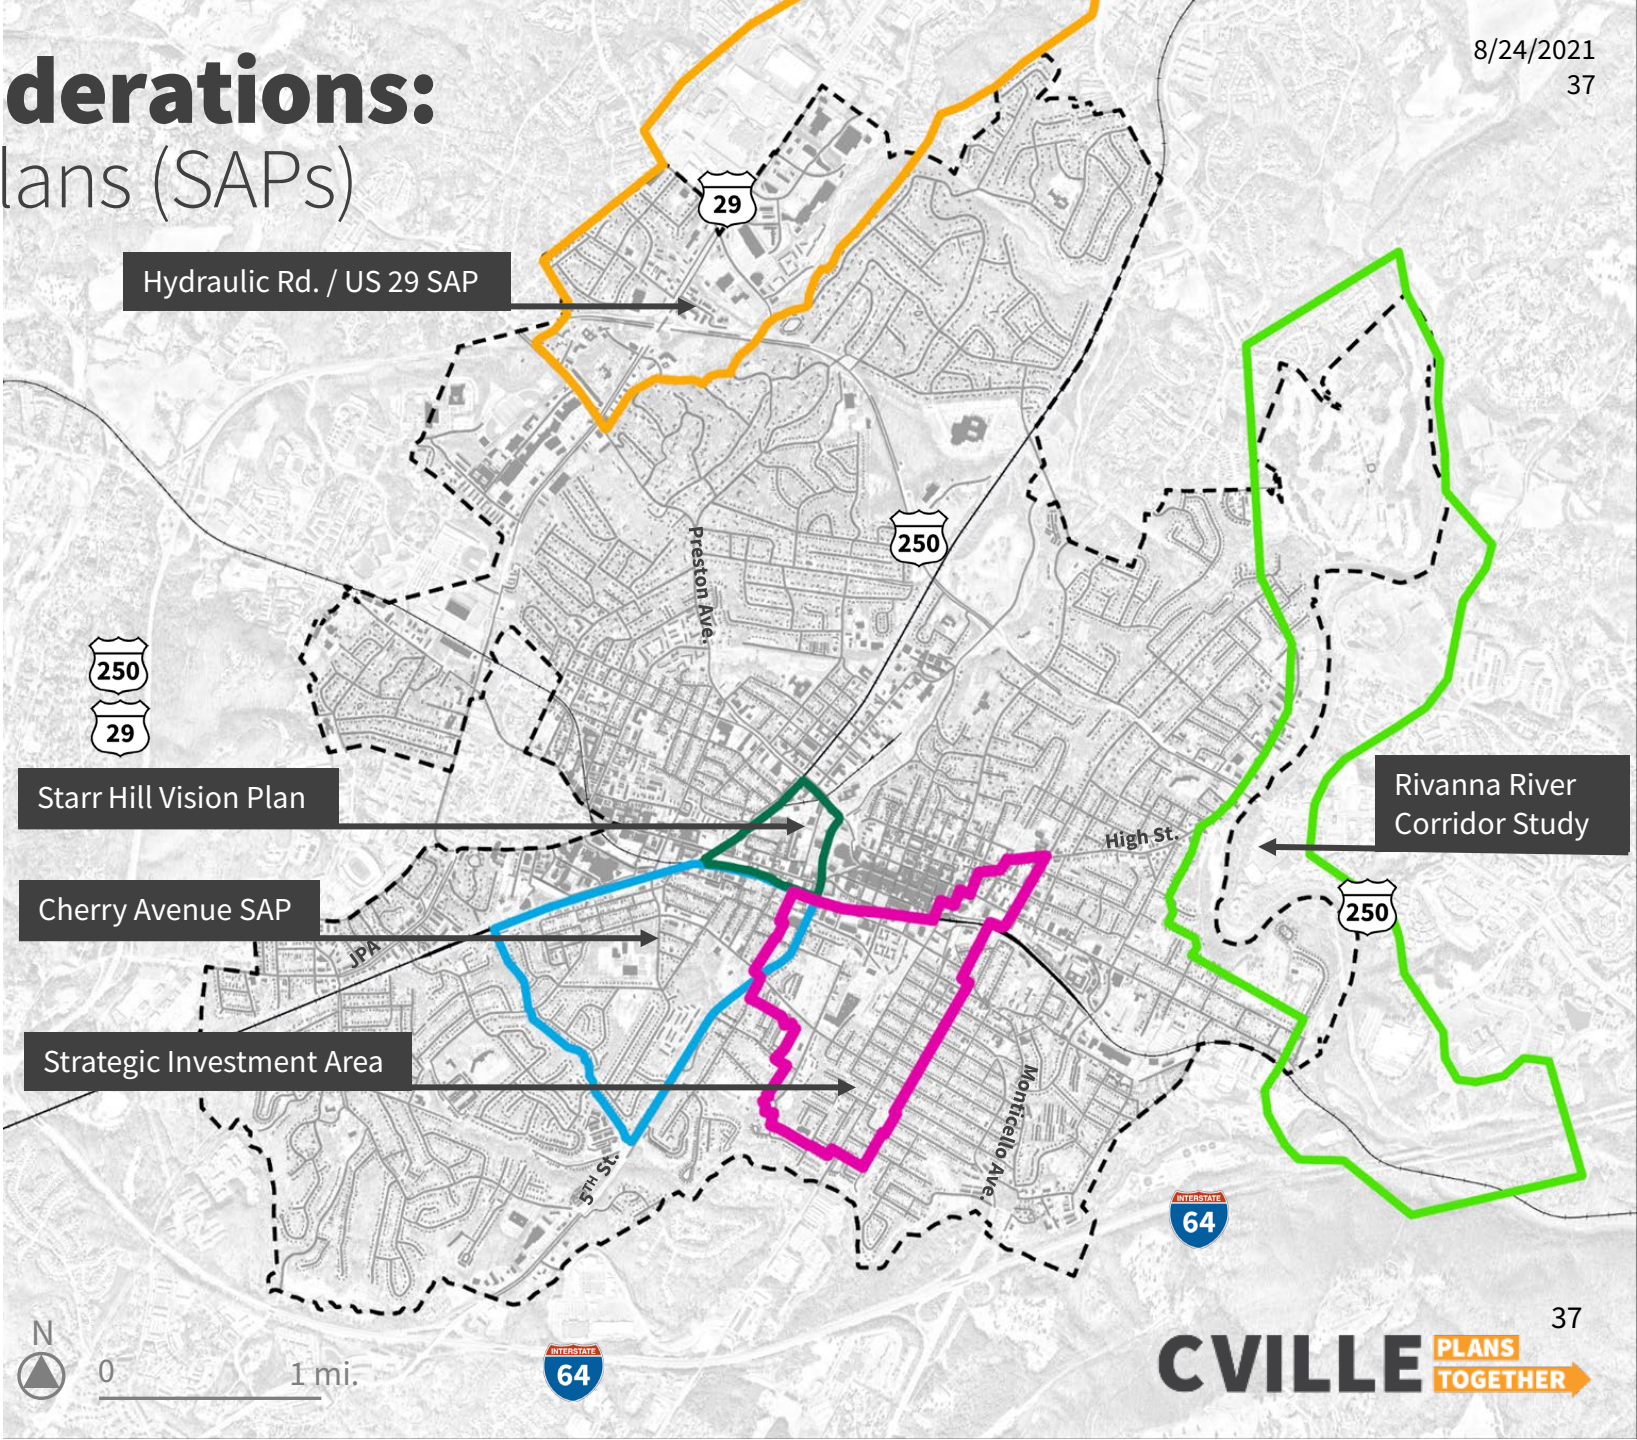 derations:
lans (SAPs)
8/24/2021
37
29
Hydraulic Rd. / US 29 SAP
250
Preston Ave.
250
29
Starr Hill Vision Plan
Rivanna River
Corridor Study
High St.
Cherry Avenue SAP
250
JPA
Strategic Investment Area
Monticello Ave.
5TH St.
INTERSTATE
64
INTERSTATE
64
N
0 1 mi.
37
CVILLE PLANS
TOGETHER